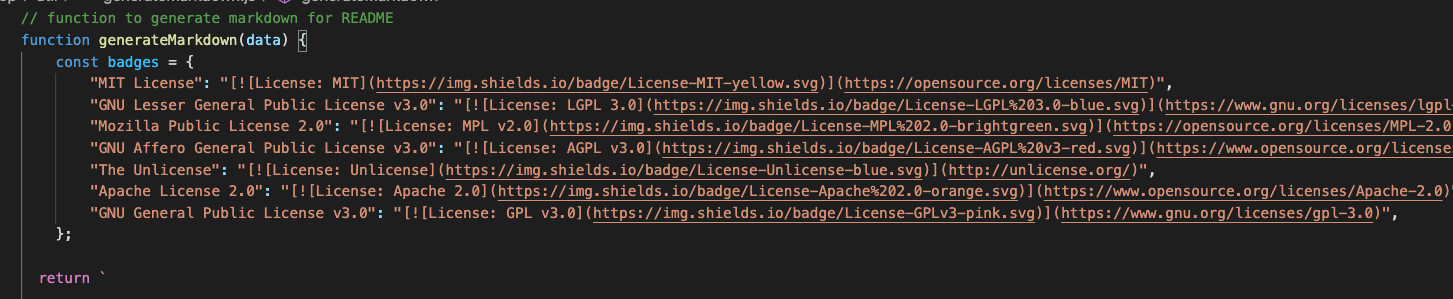 // function to generate markdown for README
function generateMarkdown(data) {
const badges = {
"MIT License": "[![License: MIT](https://img.shields.io/badge/License-MIT-yellow.svg)](https://opensource.org/licenses/MIT)",
"GNU Lesser General Public License v3.0": "[![License: LGPL 3.0](https://img.shields.io/badge/License-LGPL%203.0-blue.svg)](https://www.gnu.org/licenses/lgpl-
"Mozilla Public License 2.0": "[![License: MPL v2.0](https://img.shields.io/badge/License-MPL%202.0-brightgreen.svg)](https://opensource.org/licenses/MPL-2.0
"GNU Affero General Public License v3.0": "[![License: AGPL v3.0](https://img.shields.io/badge/License-AGPL%20v3-red.svg)](https://www.opensource.org/licenses
"The Unlicense": "[![License: Unlicense](https://img.shields.io/badge/License-Unlicense-blue.svg)](http://unlicense.org/)",
"Apache License 2.0": "[![License: Apache 2.0](https://img.shields.io/badge/License-Apache%202.0-orange.svg)](https://www.opensource.org/licenses/Apache-2.0)"
"GNU General Public License v3.0": "[![License: GPL v3.0](https://img.shields.io/badge/License-GPLv3-pink.svg)](https://www.gnu.org/licenses/gpl-3.0)",
};
return `